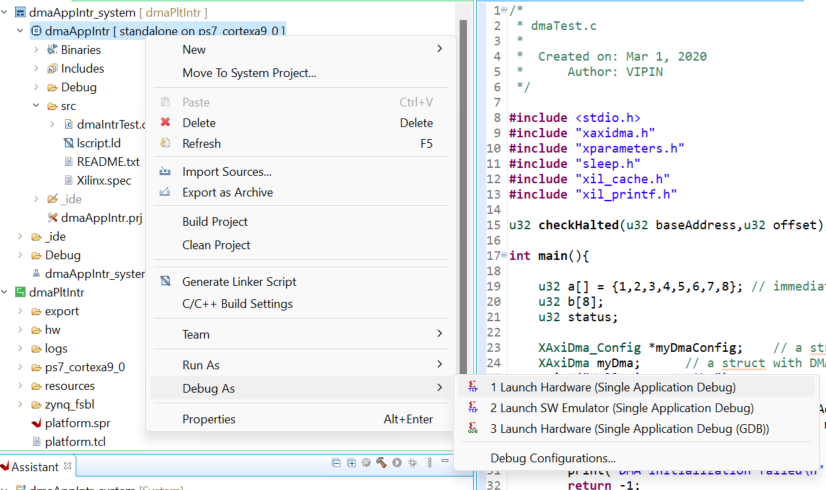 dmaAppIntr_system [ dmaPltIntr ]
dmaAppIntr [ standalone on ps7_cortexa9_0 ]
Binaries
Includes
Debug
src
dmaIntrTest.c
lscript.ld
README.txt
Xilinx.spec
_ide
dmaAppIntr.prj
_ide
Debug
dmaAppIntr_system
dmaPltIntr
export
hw
logs
ps7_cortexa9_0
resources
zynq_fsbl
platform.spr
platform.tcl
Assistant
dmaAppIntr_system [System]
New
Move To System Project...
Paste Ctrl+V
Delete Delete
Refresh F5
Import Sources...
Export as Archive
Build Project
Clean Project
Generate Linker Script
C/C++ Build Settings
Team
Run As
Debug As
Properties Alt+Enter
1 Launch Hardware (Single Application Debug)
2 Launch SW Emulator (Single Application Debug)
3 Launch Hardware (Single Application Debug (GDB))
Debug Configurations...
1 /*
2 * dmaTest.c
3 *
4 * Created on: Mar 1, 2020
5 * Author: VIPIN
6 */
7
8 #include <stdio.h>
9 #include "xaxidma.h"
10 #include "xparameters.h"
11 #include "sleep.h"
12 #include "xil_cache.h"
13 #include "xil_printf.h"
14
15 u32 checkHalted(u32 baseAddress,u32 offset)
16
17 int main(){
18
19 u32 a[] = {1,2,3,4,5,6,7,8}; // immediat
20 u32 b[8];
21 u32 status;
22
23 XAxiDma_Config *myDmaConfig; // a str
24 XAxiDma myDma; // a struct with DMA
31 print("DMA initialization failed\n"
32 return -1;